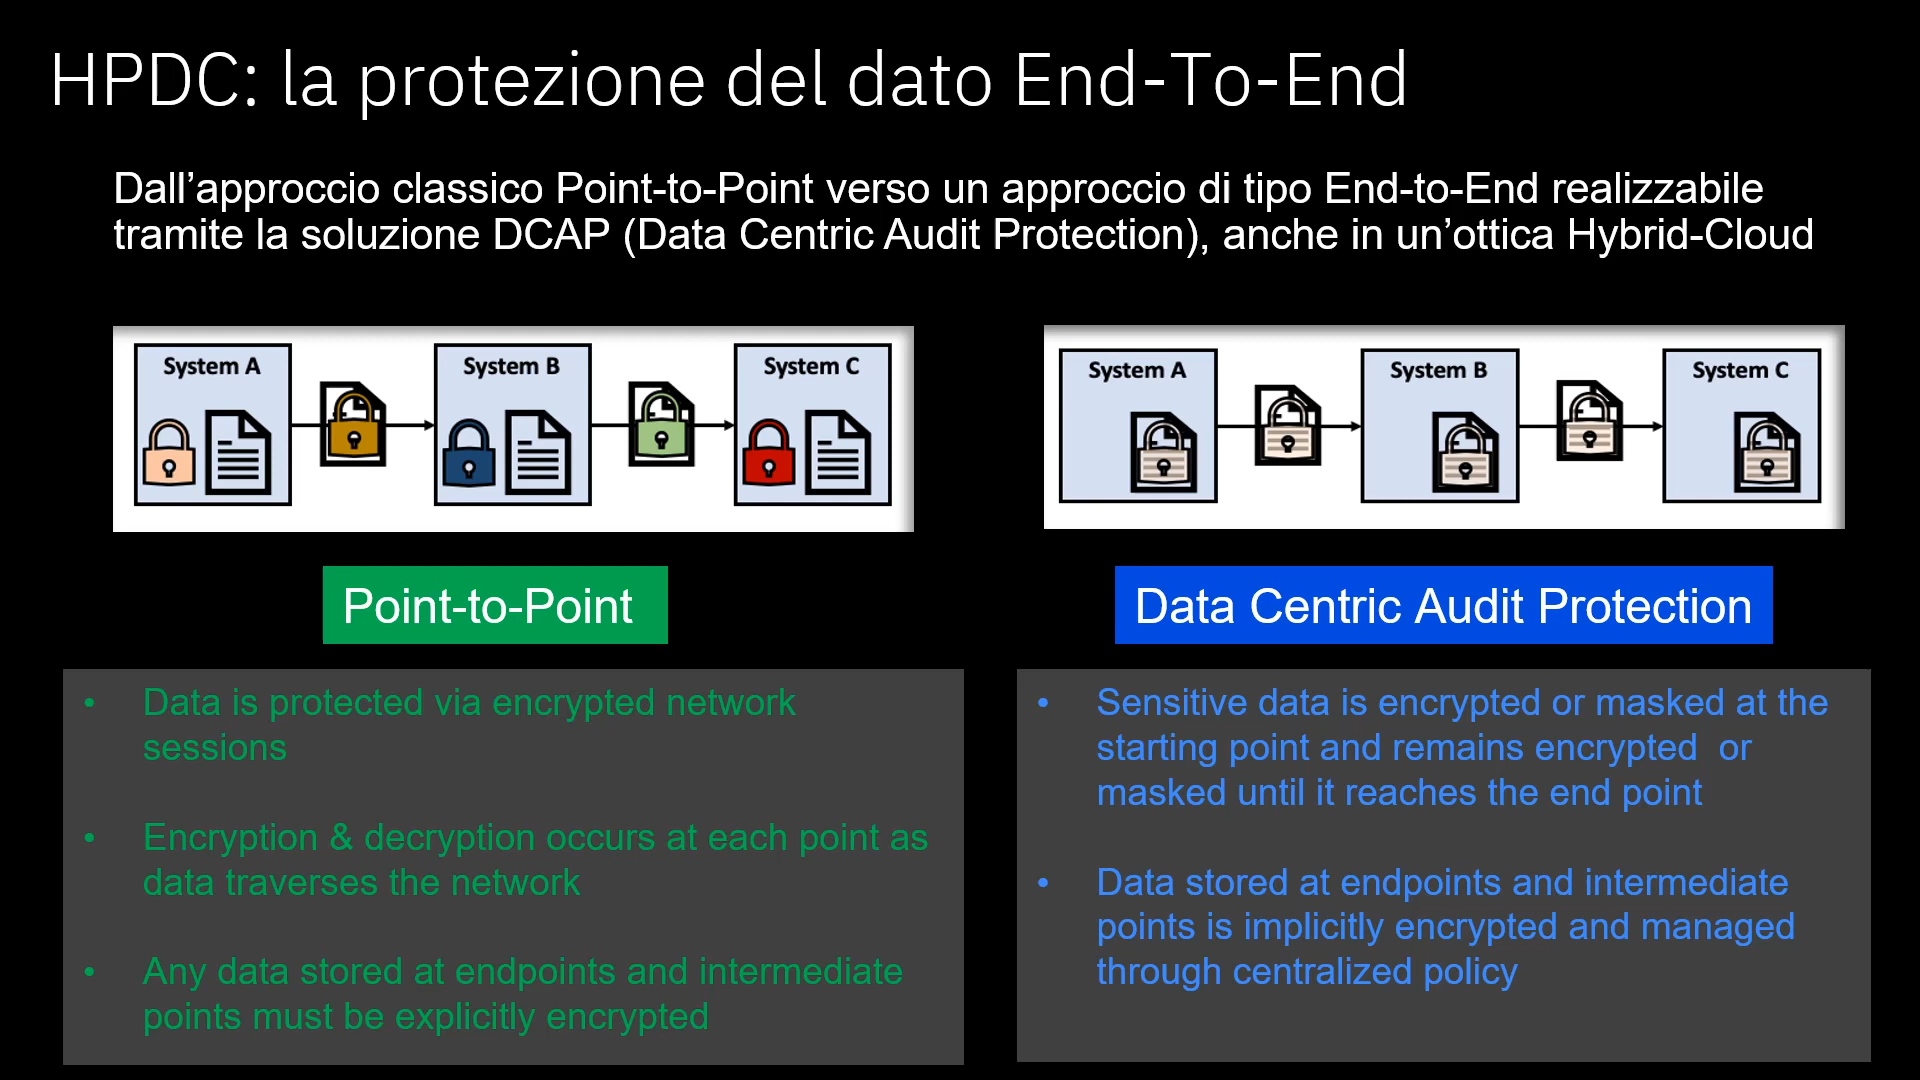 HPDC: la protezione del dato End-To-End
Dall’approccio classico Point-to-Point verso un approccio di tipo End-to-End realizzabile
tramite la soluzione DCAP (Data Centric Audit Protection), anche in un’ottica Hybrid-Cloud
System A
System B
System C
System A
System B
System C
Point-to-Point
Data Centric Audit Protection
• Data is protected via encrypted network
sessions
• Encryption & decryption occurs at each point as
data traverses the network
• Any data stored at endpoints and intermediate
points must be explicitly encrypted
• Sensitive data is encrypted or masked at the
starting point and remains encrypted  or
masked until it reaches the end point
• Data stored at endpoints and intermediate
points is implicitly encrypted and managed
through centralized policy